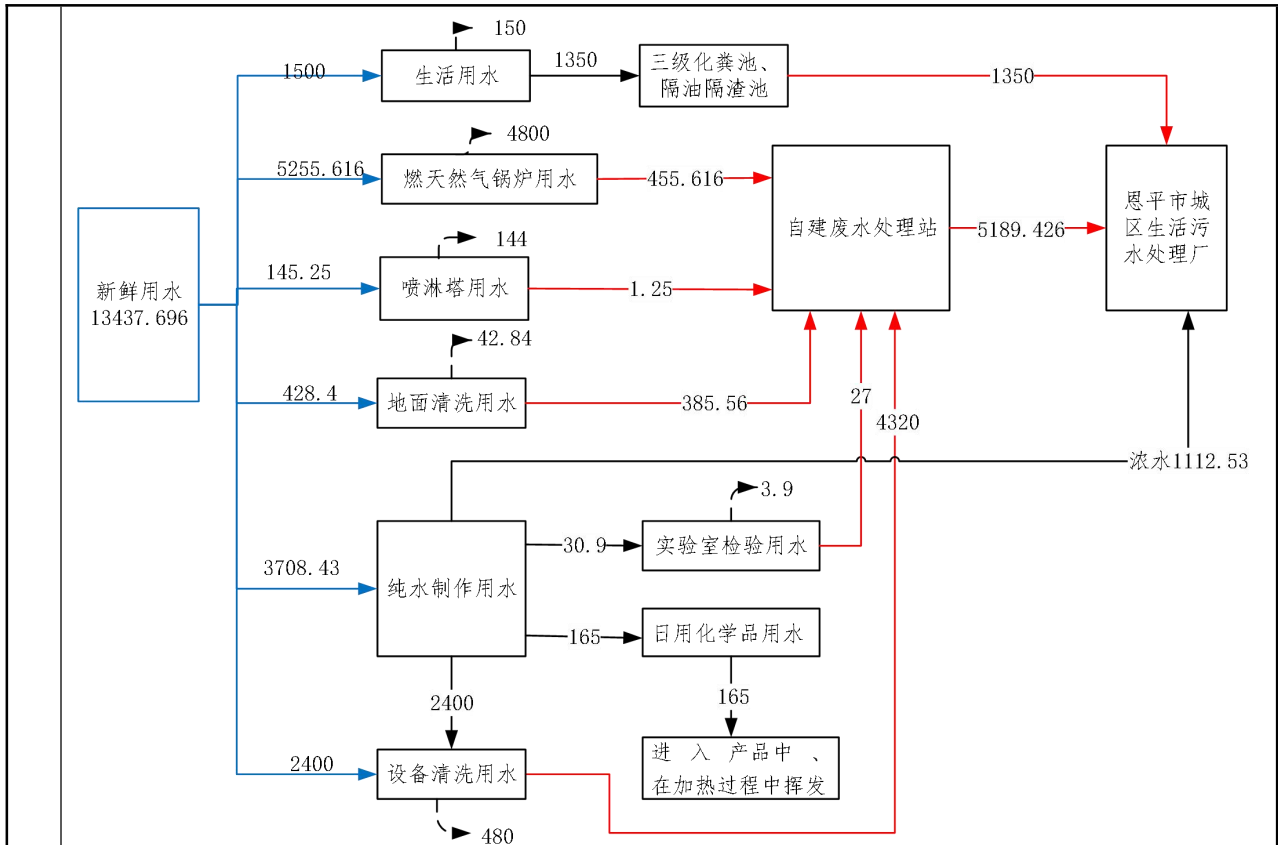 150
1500
生活用水
1350
三级化粪池、
隔油隔渣池
1350
4800
5255.616
燃天然气锅炉用水
455.616
自建废水处理站
5189.426
恩平市城
区生活污
水处理厂
新鲜用水
13437.696
144
145.25
喷淋塔用水
1.25
42.84
428.4
地面清洗用水
385.56
27
4320
浓水1112.53
3.9
3708.43
纯水制作用水
30.9
实验室检验用水
165
日用化学品用水
2400
165
2400
设备清洗用水
进 入 产品中 、
在加热过程中挥发
480